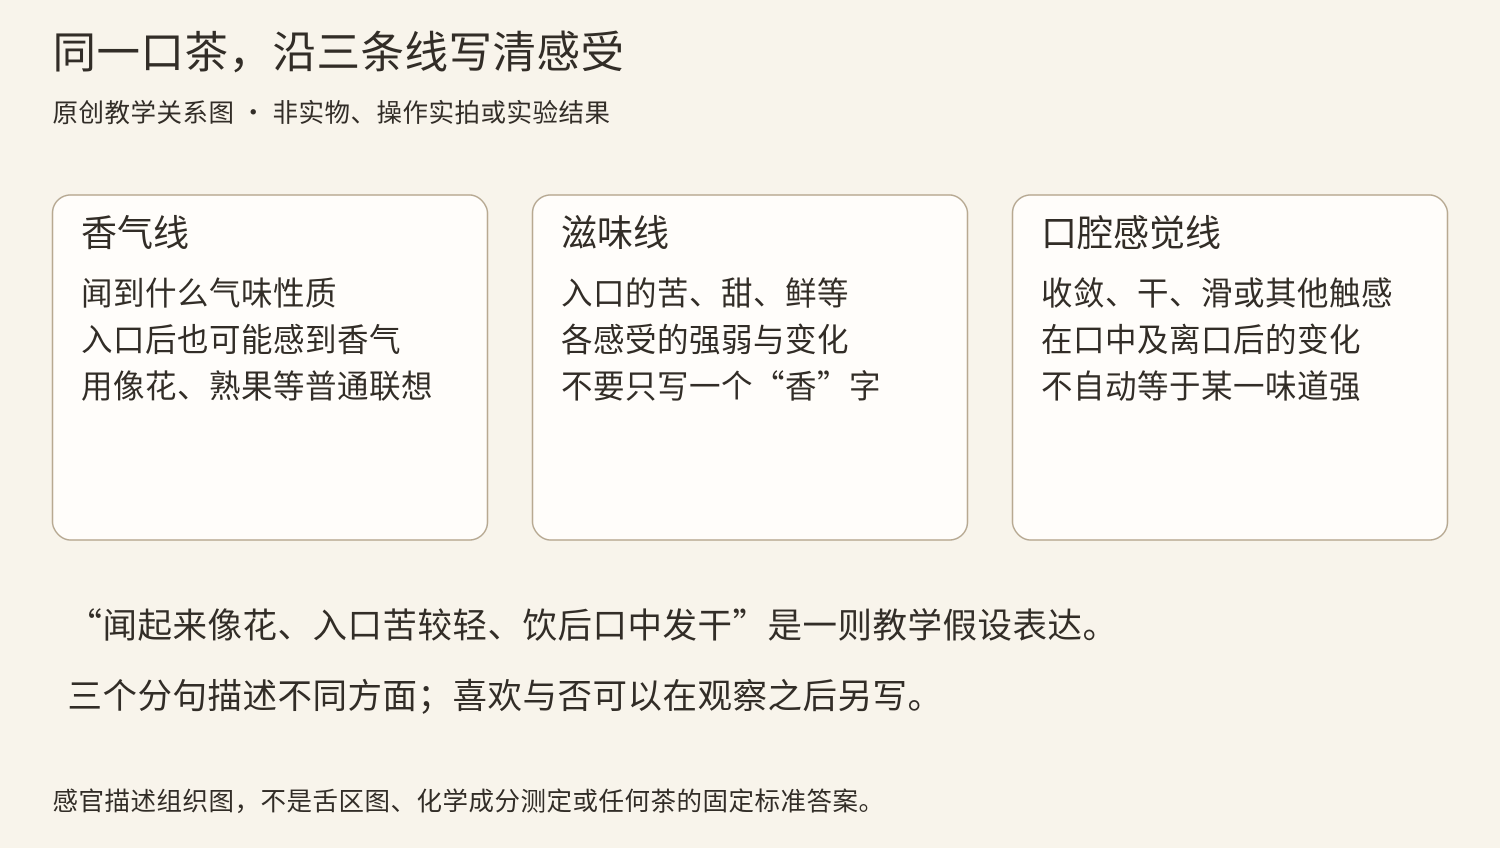 同一口茶，沿三条线写清感受
原创教学关系图 · 非实物、操作实拍或实验结果
香气线
闻到什么气味性质
入口后也可能感到香气
用像花、熟果等普通联想
滋味线
入口的苦、甜、鲜等
各感受的强弱与变化
不要只写一个“香”字
口腔感觉线
收敛、干、滑或其他触感
在口中及离口后的变化
不自动等于某一味道强
“闻起来像花、入口苦较轻、饮后口中发干”是一则教学假设表达。
三个分句描述不同方面；喜欢与否可以在观察之后另写。
感官描述组织图，不是舌区图、化学成分测定或任何茶的固定标准答案。